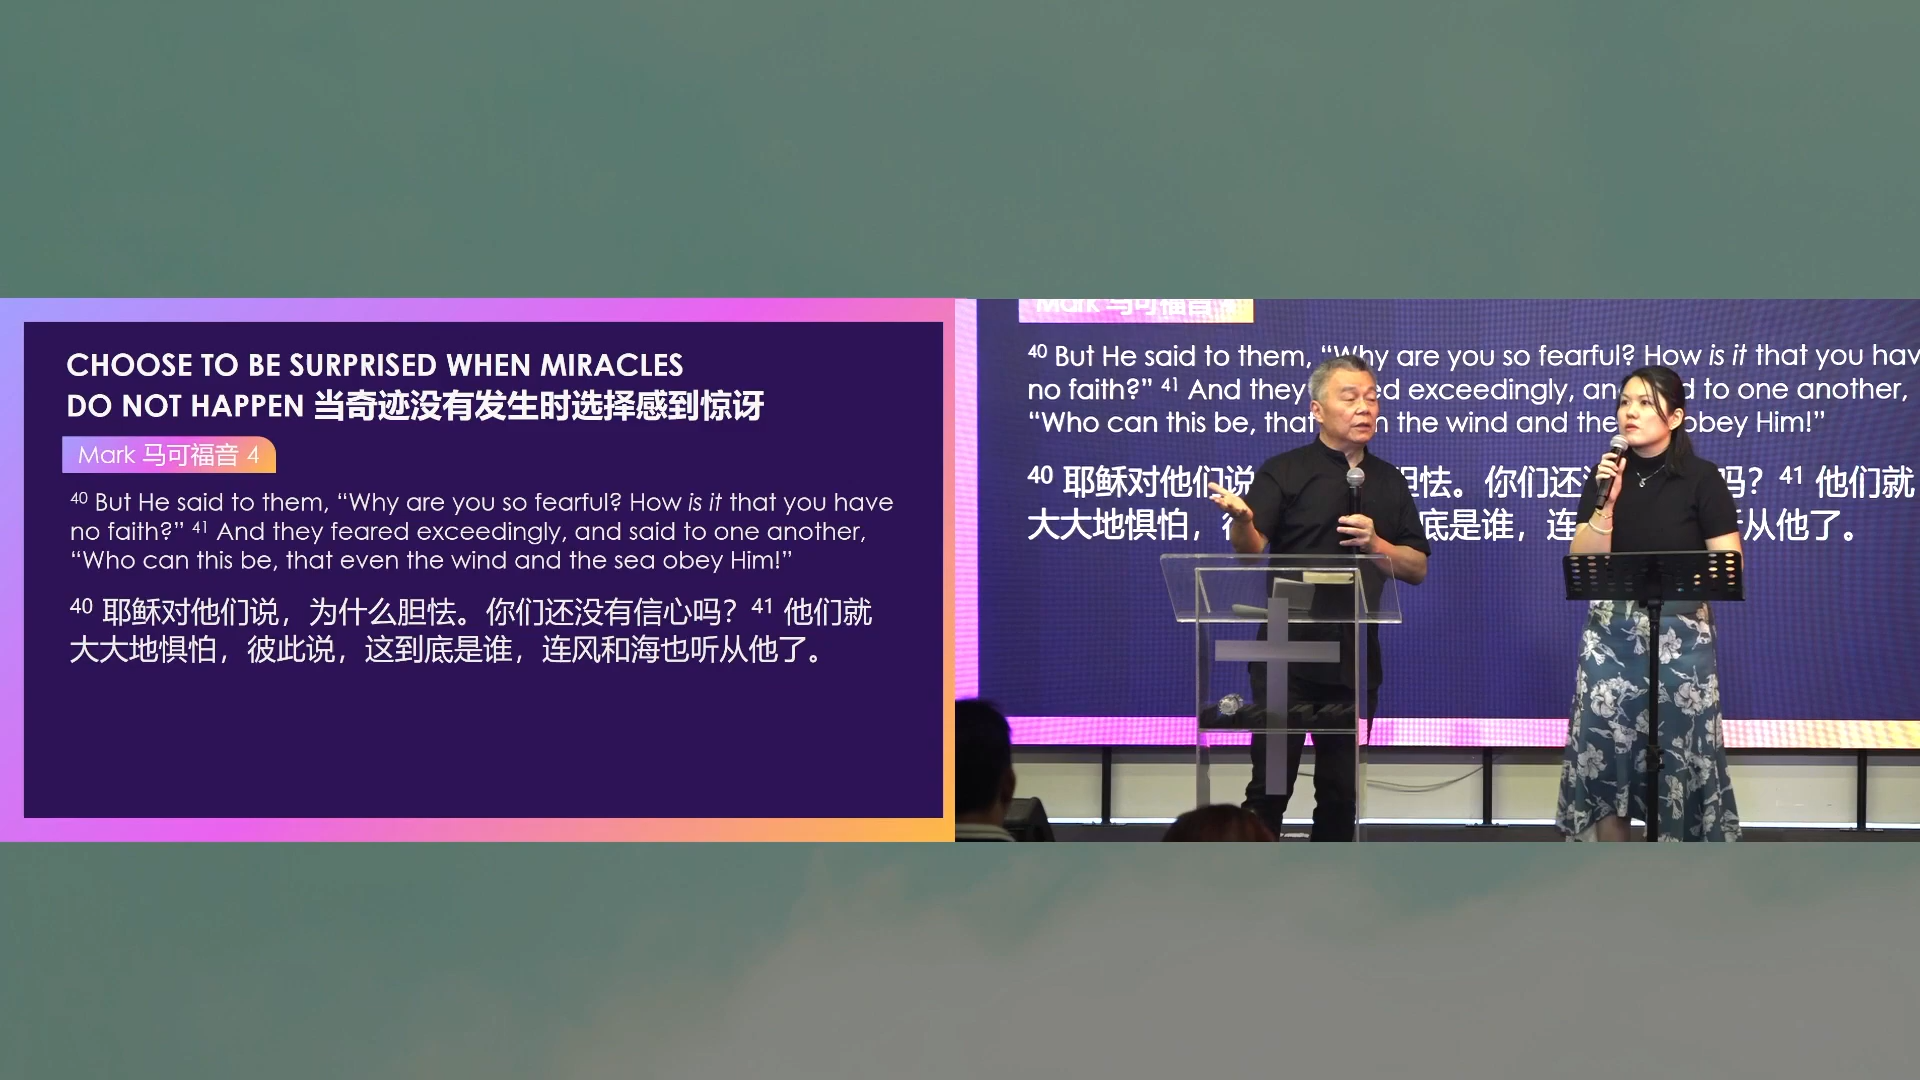 CHOOSE TO BE SURPRISED WHEN MIRACLES
DO NOT HAPPEN 当奇迹没有发生时选择感到惊讶
Mark 马可福音 4
40 But He said to them, “Why are you so fearful? How is it that you have
no faith?” 41 And they feared exceedingly, and said to one another,
“Who can this be, that even the wind and the sea obey Him!”
40 耶稣对他们说，为什么胆怯。你们还没有信心吗？41 他们就
大大地惧怕，彼此说，这到底是谁，连风和海也听从他了。
Mark 马可福音 4
40 But He said to them, “Why are you so fearful? How is it that you hav
no faith?” 41 And they exceedingly, to one another,
“Who can this be, that the wind and the obey Him!”
40 耶稣对他们说 胆怯。你们还 吗？41 他们就
大大地惧怕， 底是谁，连 听从他了。